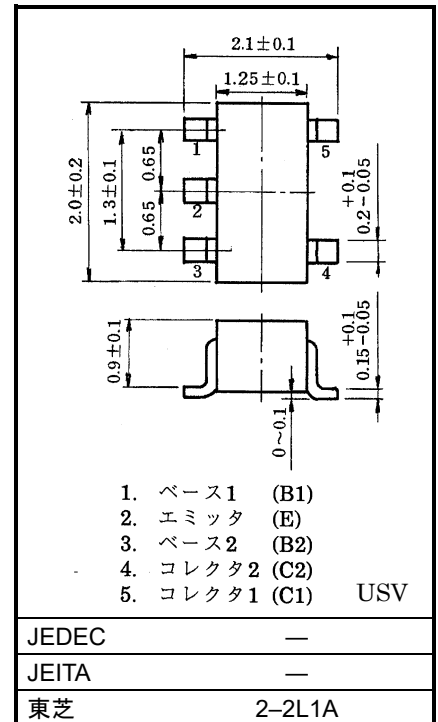 2.1±0.1
1.25±0.1
2.0±0.2
1.3±0.1
0.65
0.65
1
2
3
5
4
+0.1
0.2-0.05
0.9±0.1
+0.1
0.15-0.05
0~0.1
1. ベース1 (B1)
2. エミッタ (E)
3. ベース2 (B2)
4. コレクタ2 (C2)
5. コレクタ1 (C1) USV
JEDEC —
JEITA —
東芝 2–2L1A